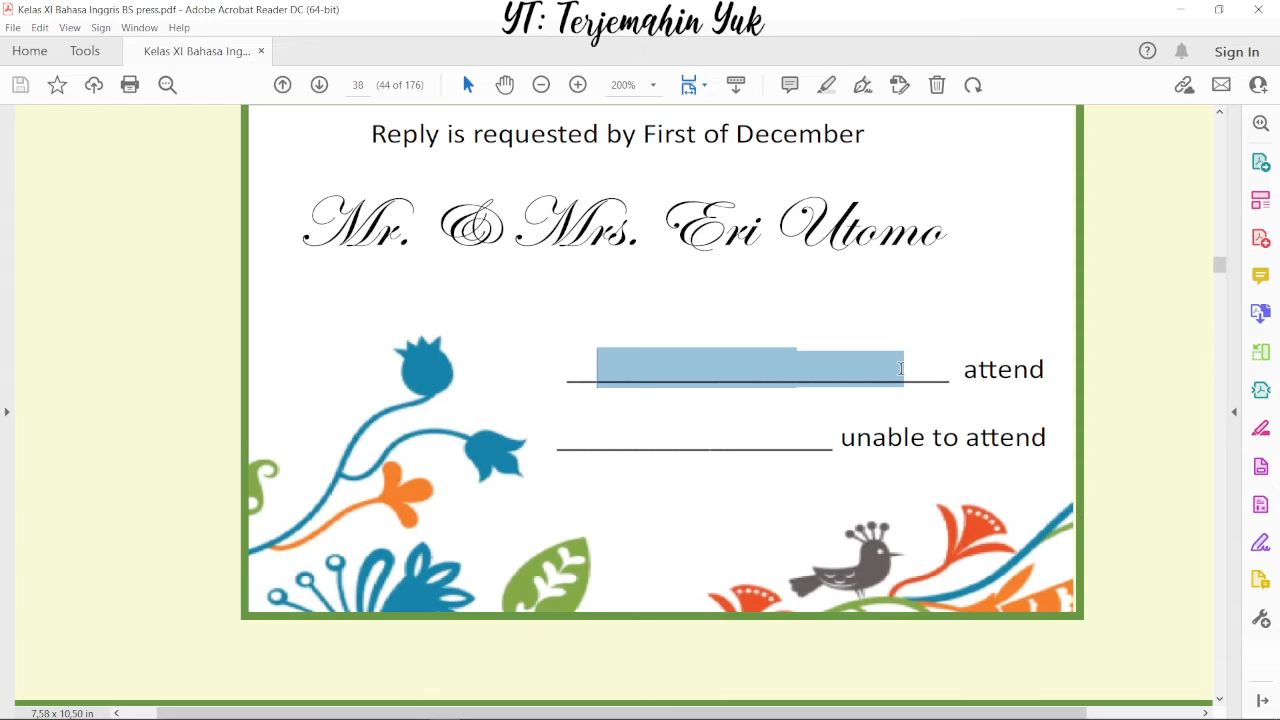 Kelas XI Bahasa Inggris BS press.pdf - Adobe Acrobat Reader DC (64-bit)
YT: Terjemahin Yuk
File Edit View Sign Window Help
Home Tools Kelas XI Bahasa Ing... × Sign In
38 (44 of 176) 200%
Reply is requested by First of December
Mr. & Mrs. Eri Utomo
attend
unable to attend
7,58 x 10,50 in